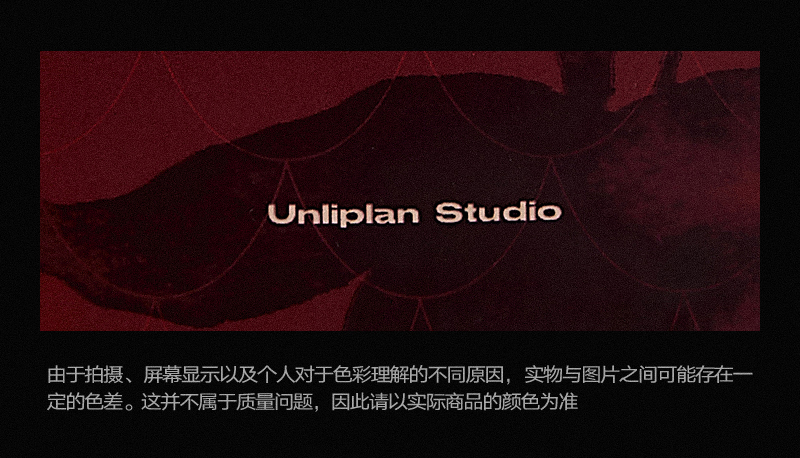 Unliplan Studio
由于拍摄、屏幕显示以及个人对于色彩理解的不同原因，实物与图片之间可能存在一
定的色差。这并不属于质量问题，因此请以实际商品的颜色为准